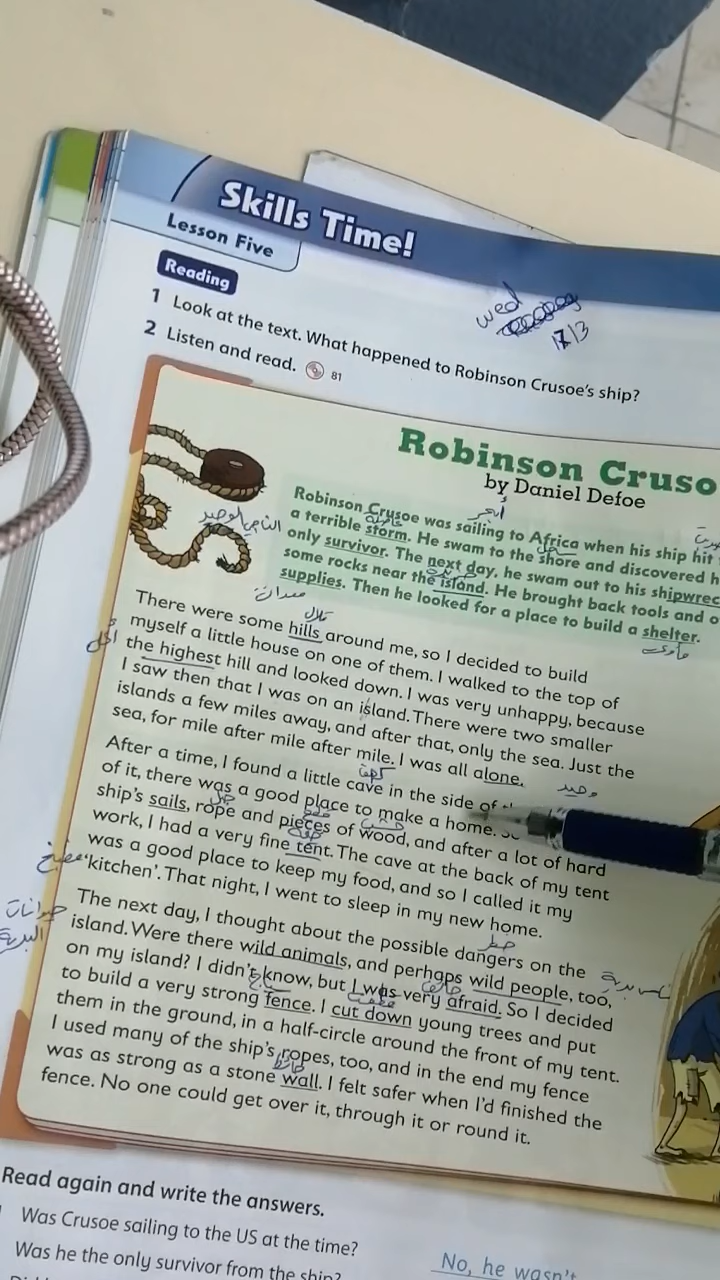 Skills Time!
Lesson Five
Reading
1 Look at the text. What happened to Robinson Crusoe's ship?
2 Listen and read. 81
wed
17/3
Robinson Cruso
by Daniel Defoe
Robinson Crusoe was sailing to Africa when his ship hit
a terrible storm. He swam to the shore and discovered h
only survivor. The next day, he swam out to his shipwrec
some rocks near the island. He brought back tools and o
supplies. Then he looked for a place to build a shelter.
There were some hills around me, so I decided to build
myself a little house on one of them. I walked to the top of
the highest hill and looked down. I was very unhappy, because
I saw then that I was on an island. There were two smaller
islands a few miles away, and after that, only the sea. Just the
sea, for mile after mile after mile. I was all alone.
After a time, I found a little cave in the side of
of it, there was a good place to make a home.
ship's sails, rope and pieces of wood, and after a lot of hard
work, I had a very fine tent. The cave at the back of my tent
was a good place to keep my food, and so I called it my
'kitchen'. That night, I went to sleep in my new home.
The next day, I thought about the possible dangers on the
island. Were there wild animals, and perhaps wild people, too,
on my island? I didn't know, but I was very afraid. So I decided
to build a very strong fence. I cut down young trees and put
them in the ground, in a half-circle around the front of my tent.
I used many of the ship's ropes, too, and in the end my fence
was as strong as a stone wall. I felt safer when I'd finished the
fence. No one could get over it, through it or round it.
تلال
كهف
وحيد
خشب
مطبخ
خطر
حيوانات
البرية
حائط
Read again and write the answers.
Was Crusoe sailing to the US at the time?
No, he wasn't
Was he the only survivor from the ship?